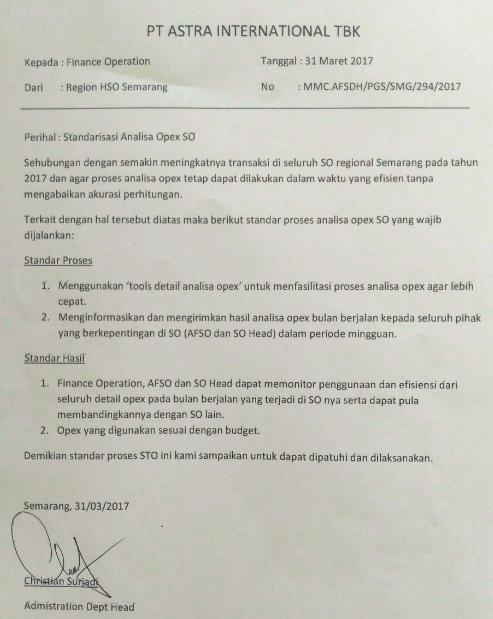 PT ASTRA INTERNATIONAL TBK
Kepada : Finance Operation Tanggal : 31 Maret 2017
Dari : Region HSO Semarang No : MMC.AFSDH/PGS/SMG/294/2017
Perihal : Standarisasi Analisa Opex SO
Sehubungan dengan semakin meningkatnya transaksi di seluruh SO regional Semarang pada tahun
2017 dan agar proses analisa opex tetap dapat dilakukan dalam waktu yang efisien tanpa
mengabaikan akurasi perhitungan.
Terkait dengan hal tersebut diatas maka berikut standar proses analisa opex SO yang wajib
dijalankan:
Standar Proses
1. Menggunakan 'tools detail analisa opex' untuk menfasilitasi proses analisa opex agar lebih
cepat.
2. Menginformasikan dan mengirimkan hasil analisa opex bulan berjalan kepada seluruh pihak
yang berkepentingan di SO (AFSO dan SO Head) dalam periode mingguan.
Standar Hasil
1. Finance Operation, AFSO dan SO Head dapat memonitor penggunaan dan efisiensi dari
seluruh detail opex pada bulan berjalan yang terjadi di SO nya serta dapat pula
membandingkannya dengan SO lain.
2. Opex yang digunakan sesuai dengan budget.
Demikian standar proses STO ini kami sampaikan untuk dapat dipatuhi dan dilaksanakan.
Semarang, 31/03/2017
Christian Surjadi
Admistration Dept Head